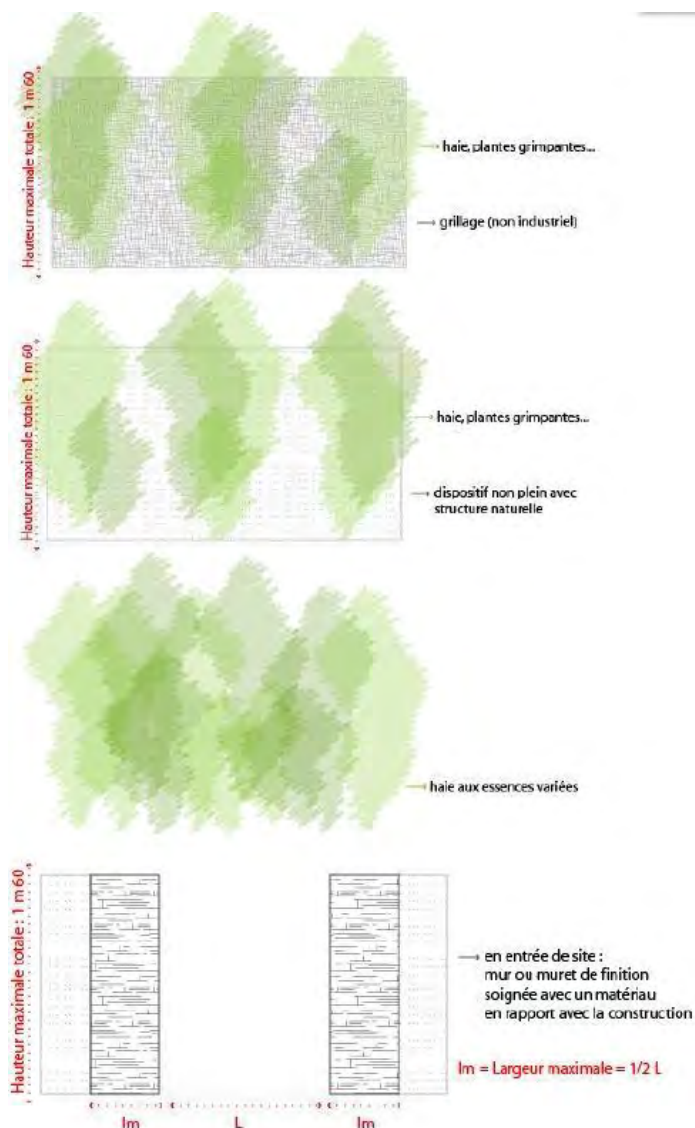 Hauteur maximale totale : 1 m 60
haie, plantes grimpantes...
grillage (non industriel)
Hauteur maximale totale : 1 m 60
haie, plantes grimpantes...
dispositif non plein avec
structure naturelle
haie aux essences variées
Hauteur maximale totale : 1 m 60
en entrée de site :
mur ou muret de finition
soignée avec un matériau
en rapport avec la construction
lm = Largeur maximale = 1/2 L
lm L lm